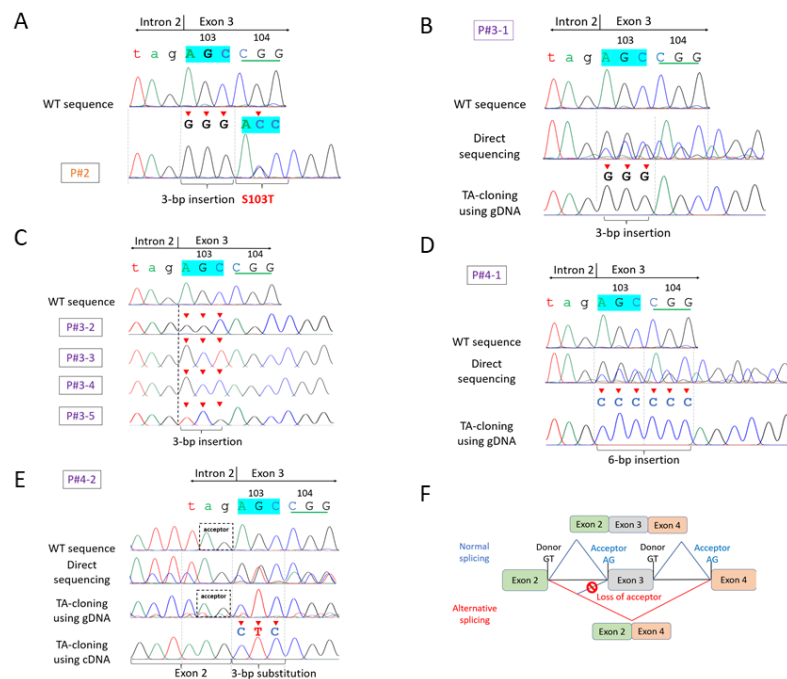 A
Intron 2 Exon 3
103 104
t a g A G C C G G
WT sequence
G G G A C C
P#2
3-bp insertion S103T
B
P#3-1
Intron 2 Exon 3
103 104
t a g A G C C G G
WT sequence
Direct
sequencing
G G G
TA-cloning
using gDNA
3-bp insertion
C
Intron 2 Exon 3
103 104
t a g A G C C G G
WT sequence
P#3-2
P#3-3
P#3-4
P#3-5
3-bp insertion
D
P#4-1
Intron 2 Exon 3
103 104
t a g A G C C G G
WT sequence
Direct
sequencing
C C C C C C
TA-cloning
using gDNA
6-bp insertion
E
P#4-2
Intron 2 Exon 3
103 104
t a g A G C C G G
acceptor
WT sequence
Direct
sequencing
acceptor
TA-cloning
using gDNA
C T C
TA-cloning
using cDNA
Exon 2 3-bp substitution
F
Exon 2 Exon 3 Exon 4
Normal
splicing
Donor
GT
Acceptor
AG
Donor
GT
Acceptor
AG
Exon 2 Exon 3 Exon 4
Loss of acceptor
Alternative
splicing
Exon 2 Exon 4